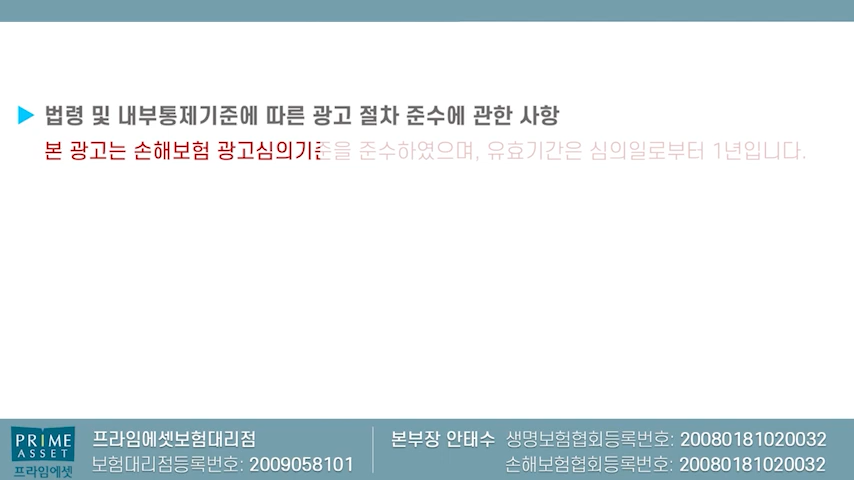 ▶ 법령 및 내부통제기준에 따른 광고 절차 준수에 관한 사항
본 광고는 손해보험 광고심의기준을 준수하였으며, 유효기간은 심의일로부터 1년입니다.
PRIME
ASSET
프라임에셋
프라임에셋보험대리점
보험대리점등록번호: 2009058101
본부장 안태수 생명보험협회등록번호: 20080181020032
손해보험협회등록번호: 20080181020032